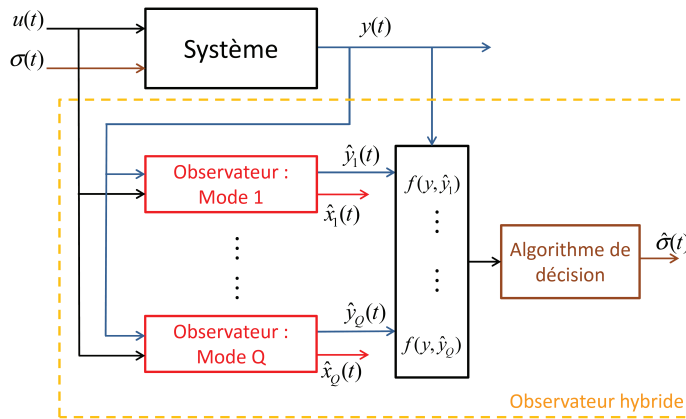 u(t)
σ(t)
Système
y(t)
Observateur :
Mode 1
ŷ₁(t)
x̂₁(t)
f(y,ŷ₁)
⋮
⋮
⋮
⋮
Algorithme de
décision
σ̂(t)
Observateur :
Mode Q
ŷ_Q(t)
x̂_Q(t)
f(y,ŷ_Q)
Observateur hybride